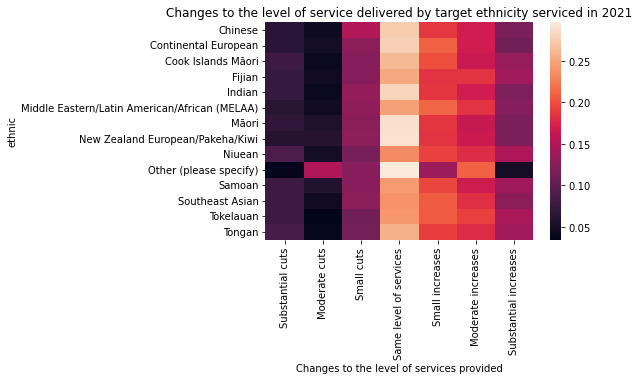 Changes to the level of service delivered by target ethnicity serviced in 2021
ethnic
Chinese
Continental European
Cook Islands Māori
Fijian
Indian
Middle Eastern/Latin American/African (MELAA)
Māori
New Zealand European/Pakeha/Kiwi
Niuean
Other (please specify)
Samoan
Southeast Asian
Tokelauan
Tongan
Substantial cuts
Moderate cuts
Small cuts
Same level of services
Small increases
Moderate increases
Substantial increases
Changes to the level of services provided
0.25
0.20
0.15
0.10
0.05